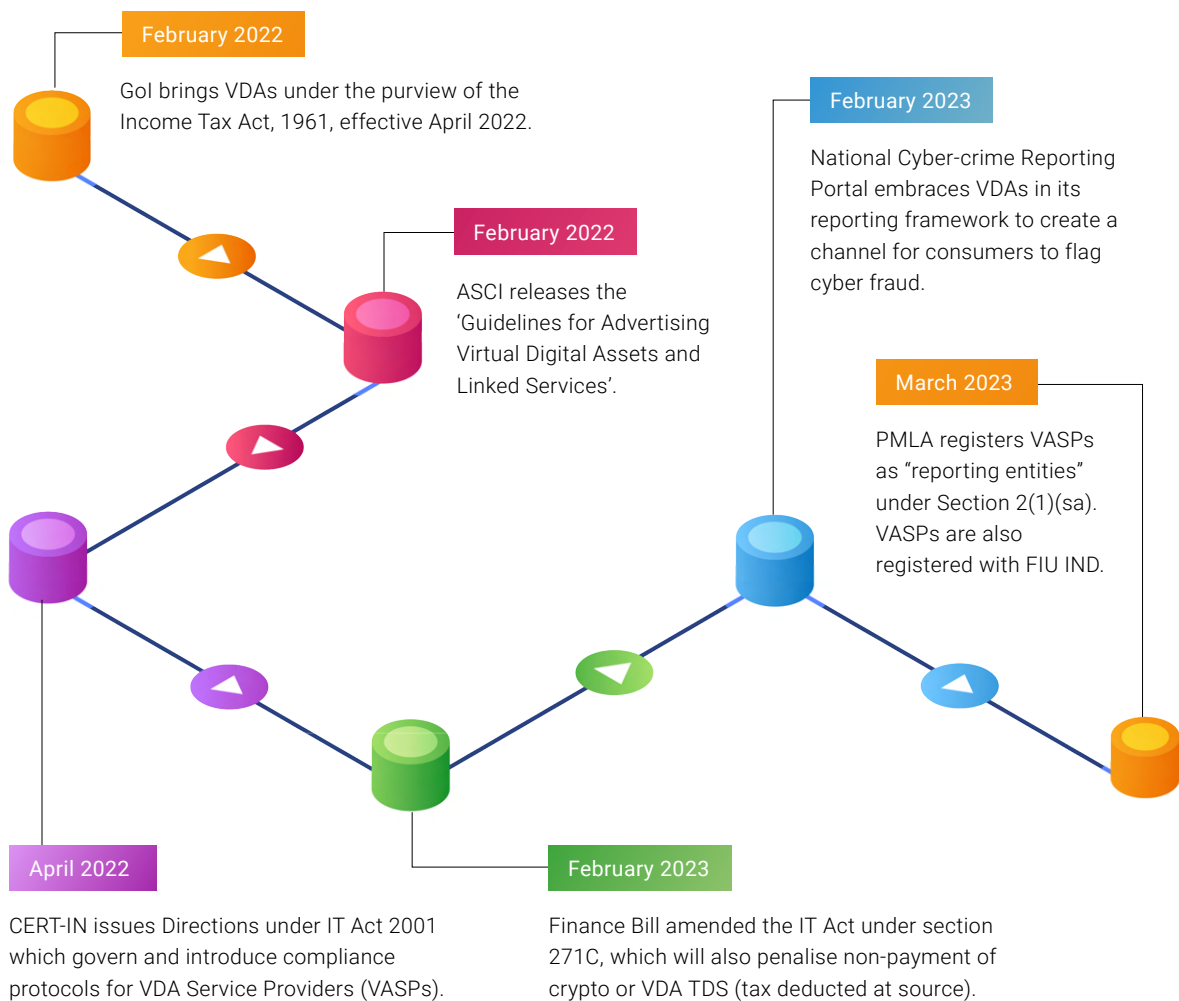 February 2022
GoI brings VDAs under the purview of the
Income Tax Act, 1961, effective April 2022.
February 2022
ASCI releases the
‘Guidelines for Advertising
Virtual Digital Assets and
Linked Services’.
April 2022
CERT-IN issues Directions under IT Act 2001
which govern and introduce compliance
protocols for VDA Service Providers (VASPs).
February 2023
Finance Bill amended the IT Act under section
271C, which will also penalise non-payment of
crypto or VDA TDS (tax deducted at source).
February 2023
National Cyber-crime Reporting
Portal embraces VDAs in its
reporting framework to create a
channel for consumers to flag
cyber fraud.
March 2023
PMLA registers VASPs
as “reporting entities”
under Section 2(1)(sa).
VASPs are also
registered with FIU IND.